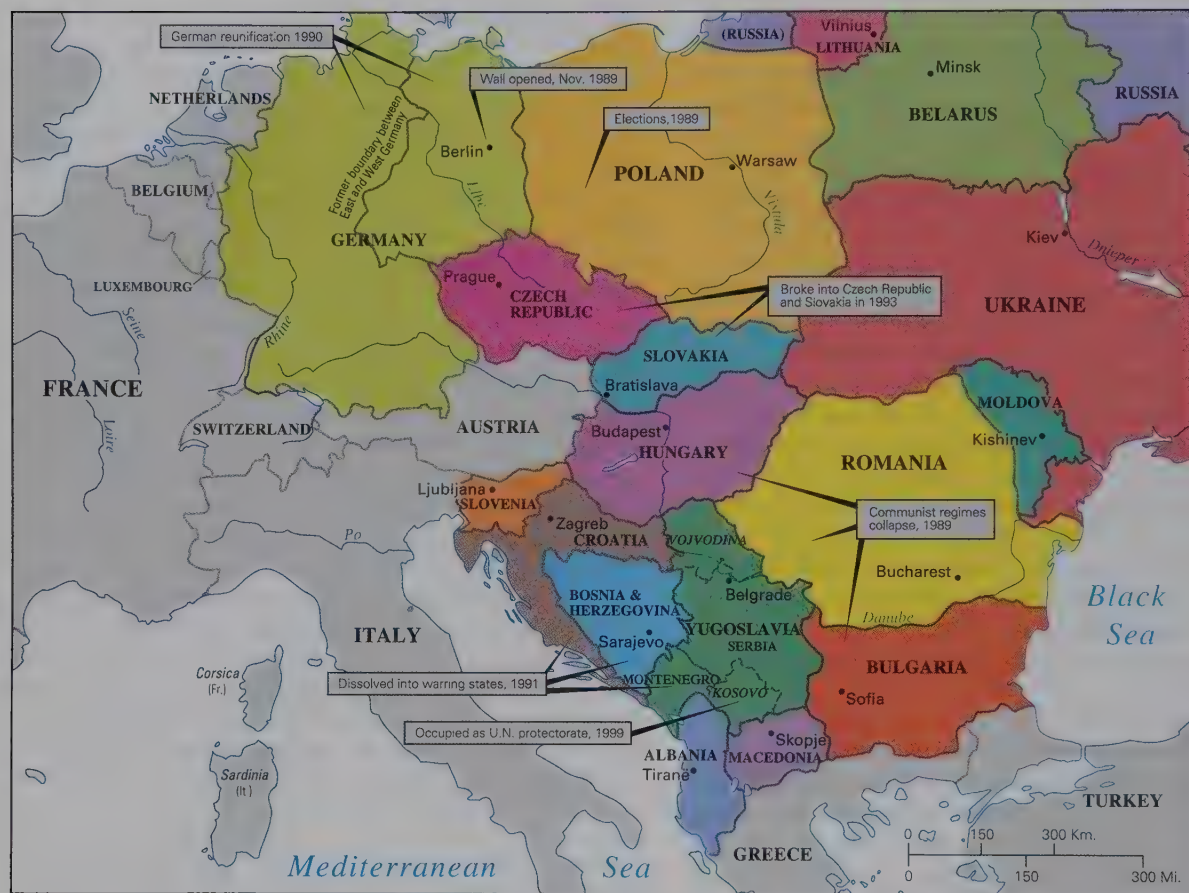 German reunification 1990
Vilnius
(RUSSIA)
LITHUANIA
Wall opened, Nov. 1989
Minsk
NETHERLANDS
RUSSIA
Elections, 1989
BELARUS
Former boundary between
East and West Germany
Berlin
Warsaw
POLAND
BELGIUM
Elbe
Vistula
Kiev
Dnieper
GERMANY
Prague
LUXEMBOURG
CZECH
REPUBLIC
Broke into Czech Republic
and Slovakia in 1993
UKRAINE
Seine
Rhine
SLOVAKIA
FRANCE
Bratislava
MOLDOVA
Loire
SWITZERLAND
AUSTRIA
Budapest
HUNGARY
Kishinev
ROMANIA
Ljubljana
SLOVENIA
Communist regimes
collapse, 1989
Po
Zagreb
CROATIA
VOJVODINA
Bucharest
BOSNIA &
HERZEGOVINA
Belgrade
Black
Sea
Danube
ITALY
Sarajevo
YUGOSLAVIA
SERBIA
BULGARIA
Corsica
(Fr.)
Dissolved into warring states, 1991
MONTENEGRO
KOSOVO
Sofia
Occupied as U.N. protectorate, 1999
Skopje
MACEDONIA
ALBANIA
Tiranë
Sardinia
(It.)
TURKEY
0 150 300 Km.
GREECE
Mediterranean Sea
0 150 300 Mi.